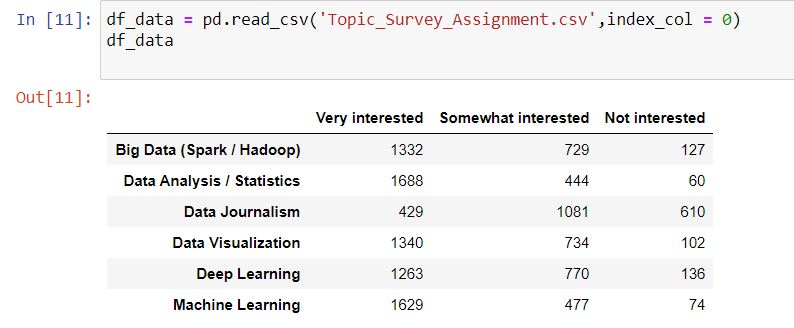 In [11]: df_data = pd.read_csv('Topic_Survey_Assignment.csv',index_col = 0)
df_data
Out[11]:
Very interested Somewhat interested Not interested
Big Data (Spark / Hadoop) 1332 729 127
Data Analysis / Statistics 1688 444 60
Data Journalism 429 1081 610
Data Visualization 1340 734 102
Deep Learning 1263 770 136
Machine Learning 1629 477 74